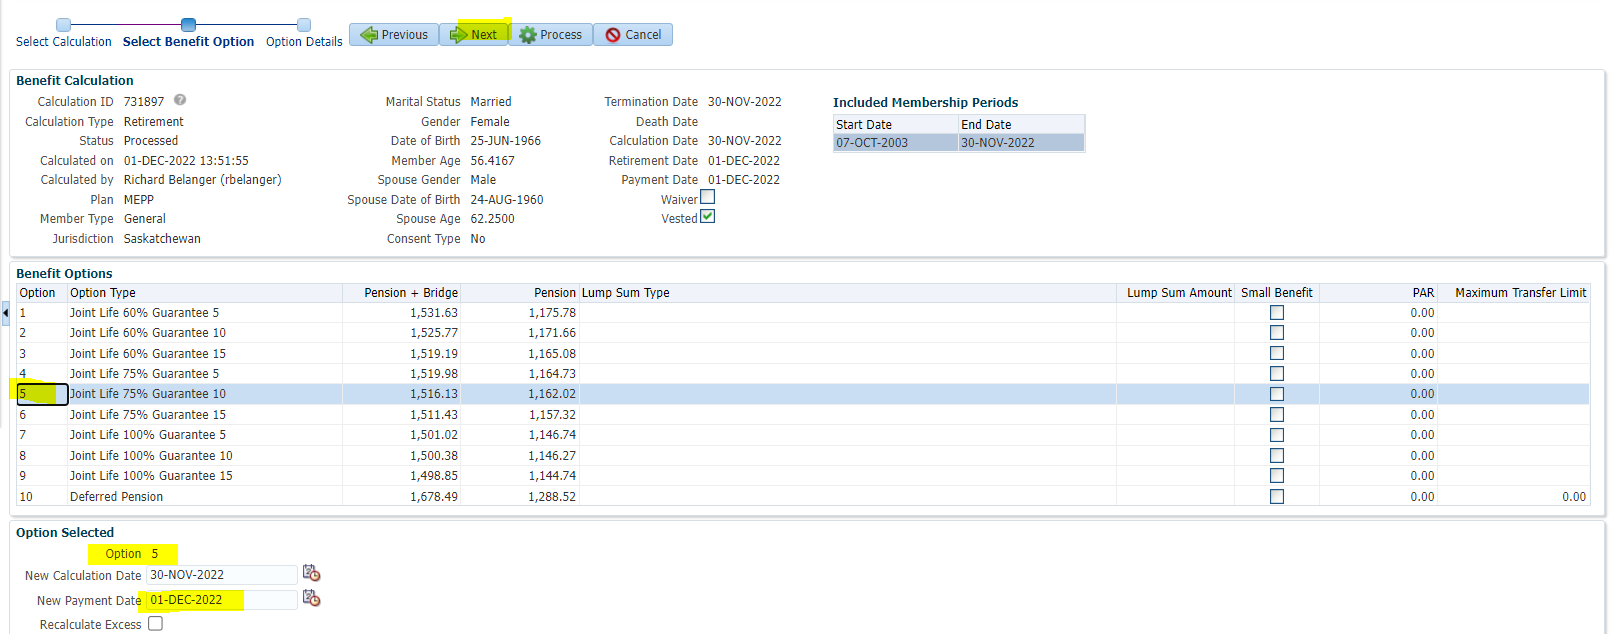 Select Calculation Select Benefit Option Option Details Previous Next Process Cancel
Benefit Calculation
Calculation ID 731897 Marital Status Married Termination Date 30-NOV-2022 Included Membership Periods
Calculation Type Retirement Gender Female Death Date Start Date End Date
Status Processed Date of Birth 25-JUN-1966 Calculation Date 30-NOV-2022 07-OCT-2003 30-NOV-2022
Calculated on 01-DEC-2022 13:51:55 Member Age 56.4167 Retirement Date 01-DEC-2022
Calculated by Richard Belanger (rbelanger) Spouse Gender Male Payment Date 01-DEC-2022
Plan MEPP Spouse Date of Birth 24-AUG-1960 Waiver
Member Type General Spouse Age 62.2500 Vested
Jurisdiction Saskatchewan Consent Type No
Benefit Options
Option Option Type Pension + Bridge Pension Lump Sum Type Lump Sum Amount Small Benefit PAR Maximum Transfer Limit
1 Joint Life 60% Guarantee 5 1,531.63 1,175.78 0.00
2 Joint Life 60% Guarantee 10 1,525.77 1,171.66 0.00
3 Joint Life 60% Guarantee 15 1,519.19 1,165.08 0.00
4 Joint Life 75% Guarantee 5 1,519.98 1,164.73 0.00
5 Joint Life 75% Guarantee 10 1,516.13 1,162.02 0.00
6 Joint Life 75% Guarantee 15 1,511.43 1,157.32 0.00
7 Joint Life 100% Guarantee 5 1,501.02 1,146.74 0.00
8 Joint Life 100% Guarantee 10 1,500.38 1,146.27 0.00
9 Joint Life 100% Guarantee 15 1,498.85 1,144.74 0.00
10 Deferred Pension 1,678.49 1,288.52 0.00 0.00
Option Selected
Option 5
New Calculation Date 30-NOV-2022
New Payment Date 01-DEC-2022
Recalculate Excess